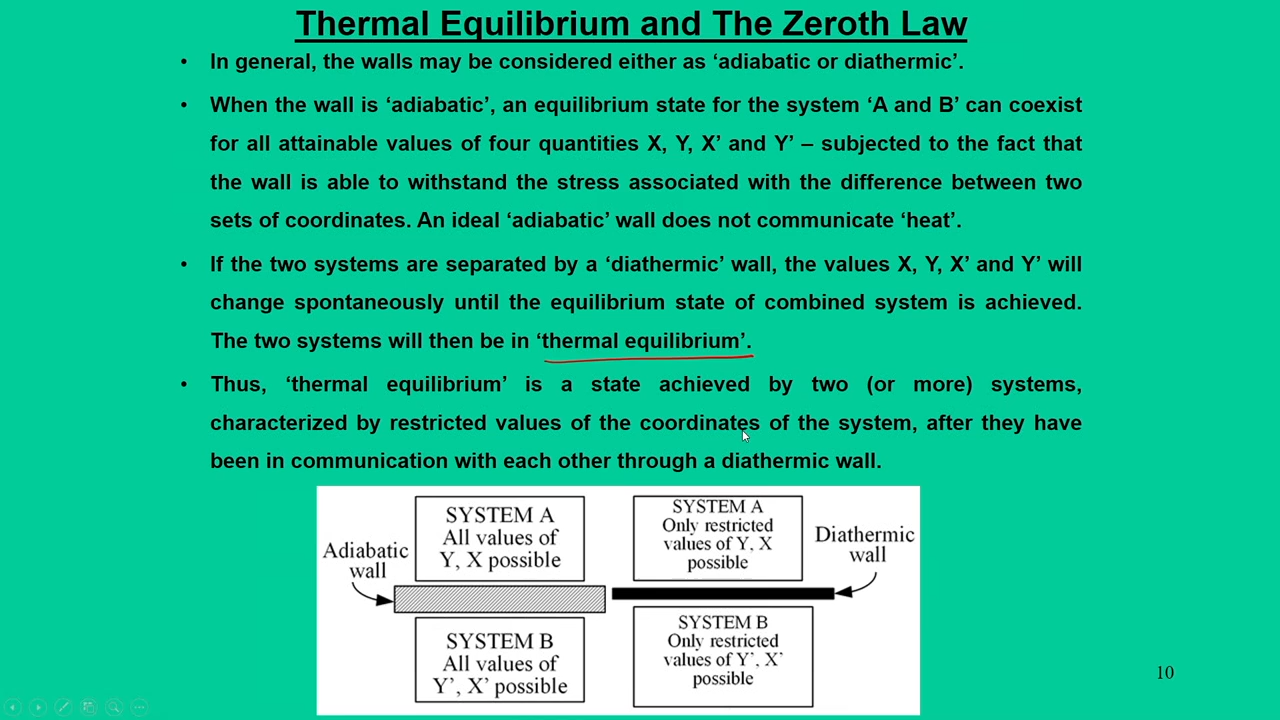 Thermal Equilibrium and The Zeroth Law
• In general, the walls may be considered either as ‘adiabatic or diathermic’.
• When the wall is ‘adiabatic’, an equilibrium state for the system ‘A and B’ can coexist
for all attainable values of four quantities X, Y, X’ and Y’ – subjected to the fact that
the wall is able to withstand the stress associated with the difference between two
sets of coordinates. An ideal ‘adiabatic’ wall does not communicate ‘heat’.
• If the two systems are separated by a ‘diathermic’ wall, the values X, Y, X’ and Y’ will
change spontaneously until the equilibrium state of combined system is achieved.
The two systems will then be in ‘thermal equilibrium’.
• Thus, ‘thermal equilibrium’ is a state achieved by two (or more) systems,
characterized by restricted values of the coordinates of the system, after they have
been in communication with each other through a diathermic wall.
Adiabatic
wall
SYSTEM A
All values of
Y, X possible
SYSTEM B
All values of
Y’, X’ possible
SYSTEM A
Only restricted
values of Y, X
possible
Diathermic
wall
SYSTEM B
Only restricted
values of Y’, X’
possible
10